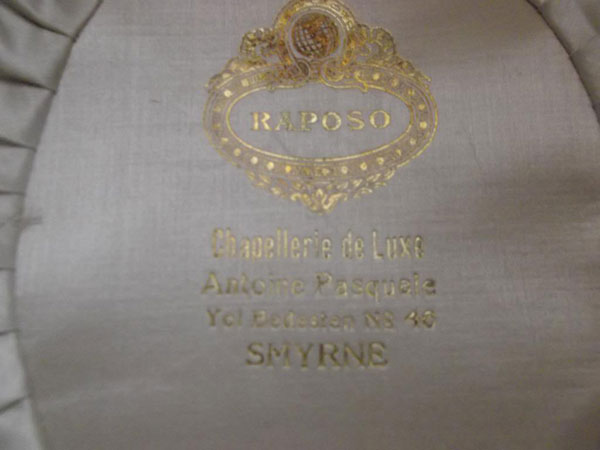 RAPOSO
Chapellerie de Luxe
Antoine Pasquale
Yol Bedesten Nº 46
SMYRNE